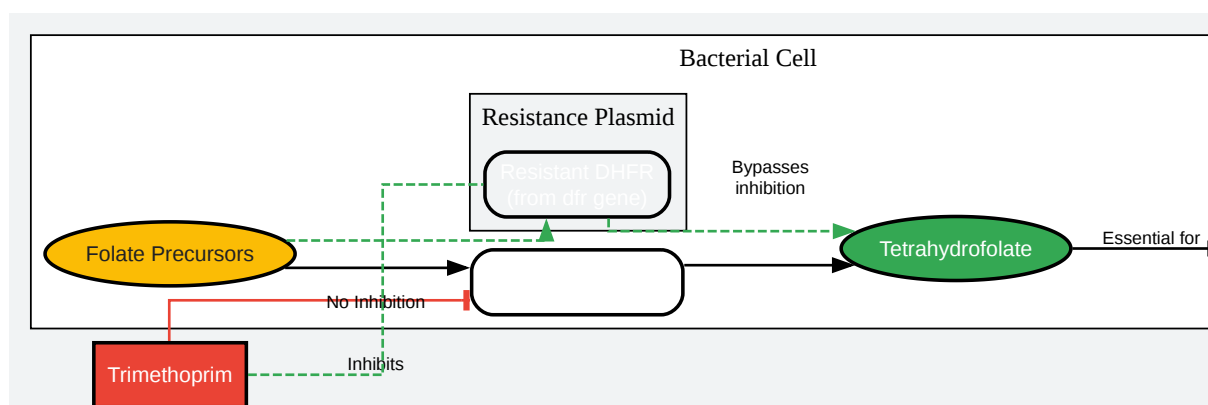 Bacterial Cell
Resistance Plasmid
Resistant DHFR
(from dfr gene)
Bypasses
inhibition
Folate Precursors
Tetrahydrofolate
Essential for
No Inhibition
Inhibits
Trimethoprim